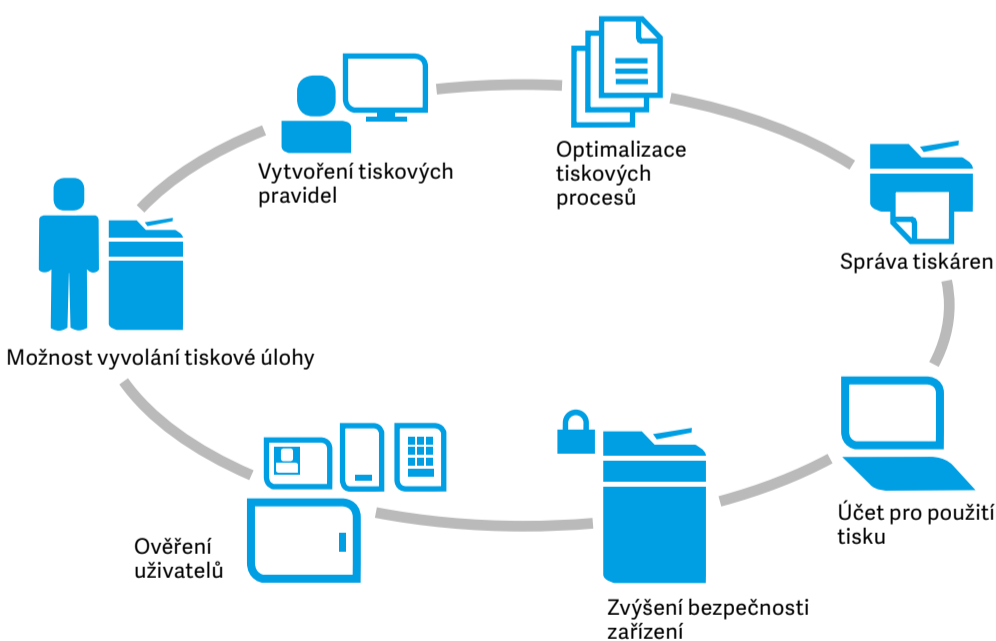 Vytvoření tiskových
pravidel
Optimalizace
tiskových
procesů
Správa tiskáren
Možnost vyvolání tiskové úlohy
Účet pro použití
tisku
Ověření
uživatelů
Zvýšení bezpečnosti
zařízení